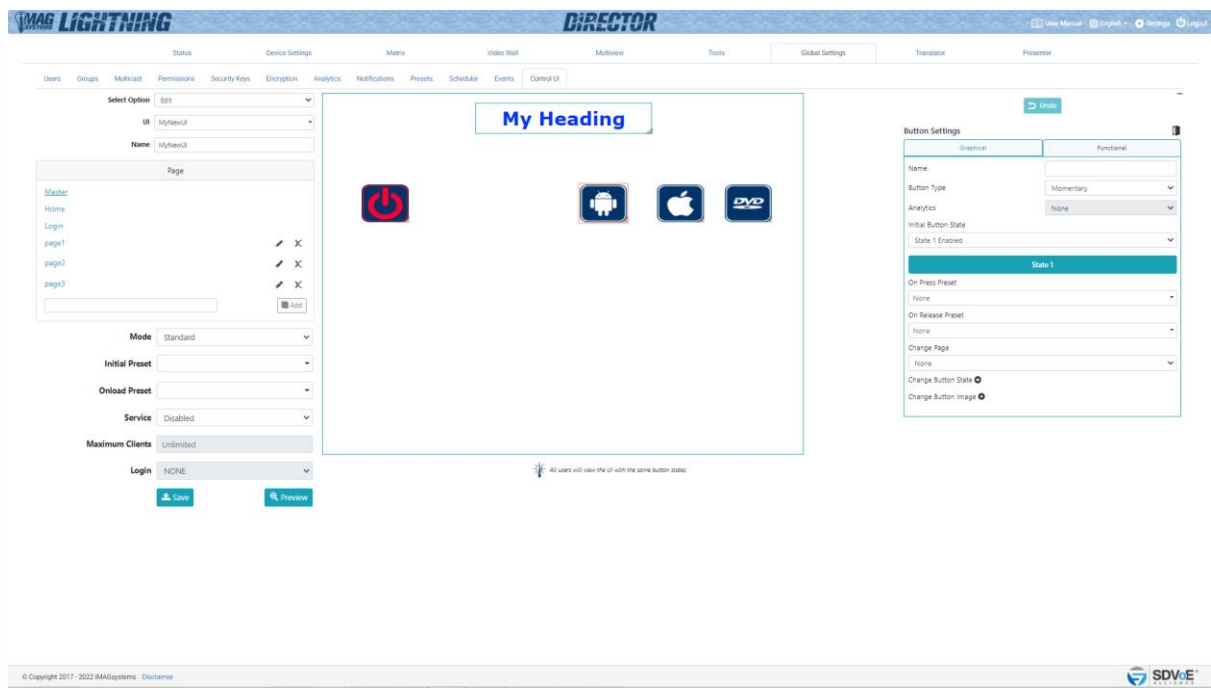 iMAG SYSTEMS LiGHTNiNG
DiRECTOR
User Manual English Settings Logout
Status Device Settings Matrix Video Wall Multiview Tools Global Settings Translator Presenter
Users Groups Multicast Permissions Security Keys Encryption Analytics Notifications Presets Scheduler Events Control UI
Select Option Edit
UI MyNewUI
Name MyNewUI
Page
Master
Home
Login
page1
page2
page3
Add
Mode Standard
Initial Preset
Onload Preset
Service Disabled
Maximum Clients Unlimited
Login NONE
Save Preview
My Heading
DVD
All users will view the UI with the same button states.
Undo
Button Settings
Graphical Functional
Name
Button Type Momentary
Analytics None
Initial Button State
State 1 Enabled
State 1
On Press Preset
None
On Release Preset
None
Change Page
None
Change Button State
Change Button Image
© Copyright 2017 - 2022 iMAGsystems Disclaimer
SDVoE
ALLIANCE